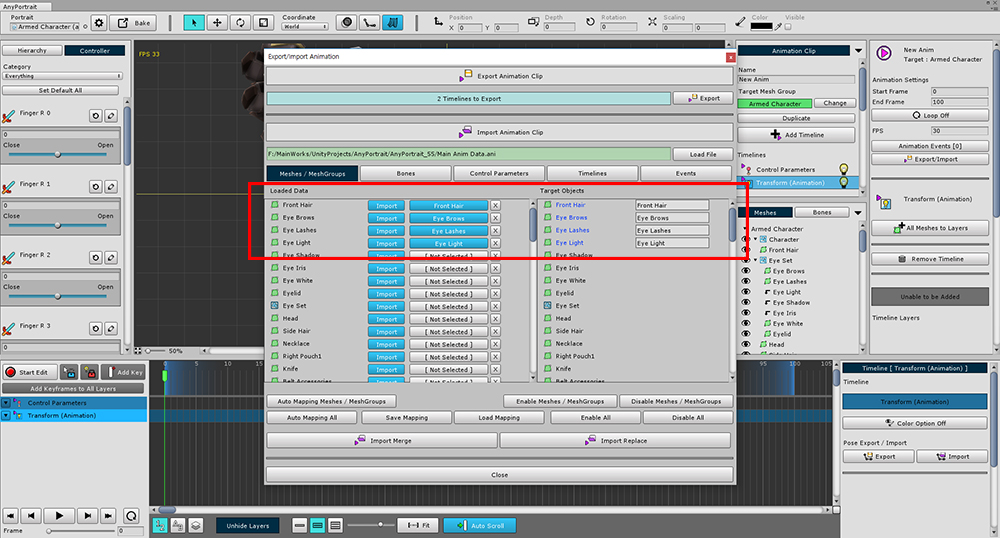 AnyPortrait
Portrait
Armed Character (a
Bake
Coordinate
World
Position
X 0
Y 0
Depth
0
Rotation
0
Scaling
X 0
Y 0
Color
Visible
Hierarchy
Controller
Category
Everything
Set Default All
Finger R 0
0
Close
Open
Finger R 1
0
Close
Open
Finger R 2
0
Close
Open
Finger R 3
0
Close
Open
FPS 33
50%
Export/Import Animation
x
Export Animation Clip
2 Timelines to Export
Export
Import Animation Clip
F:/MainWorks/UnityProjects/AnyPortrait/AnyPortrait_55/Main Anim Data.ani
Load File
Meshes / MeshGroups
Bones
Control Parameters
Timelines
Events
Loaded Data
Target Objects
Front Hair Import Front Hair X Front Hair Front Hair
Eye Brows Import Eye Brows X Eye Brows Eye Brows
Eye Lashes Import Eye Lashes X Eye Lashes Eye Lashes
Eye Light Import Eye Light X Eye Light Eye Light
Eye Shadow Import [ Not Selected ] X Eye Shadow
Eye Iris Import [ Not Selected ] X Eye Iris
Eye White Import [ Not Selected ] X Eye White
Eyelid Import [ Not Selected ] X Eyelid
Eye Set Import [ Not Selected ] X Eye Set
Head Import [ Not Selected ] X Head
Side Hair Import [ Not Selected ] X Side Hair
Necklace Import [ Not Selected ] X Necklace
Right Pouch1 Import [ Not Selected ] X Right Pouch1
Knife Import [ Not Selected ] X Knife
Belt Accessories Import [ Not Selected ] X Belt Accessories
Auto Mapping Meshes / MeshGroups
Enable Meshes / MeshGroups
Disable Meshes / MeshGroups
Auto Mapping All
Save Mapping
Load Mapping
Enable All
Disable All
Import Merge
Import Replace
Close
Animation Clip
Name
New Anim
Target Mesh Group
Armed Character
Change
Duplicate
Add Timeline
Timelines
Control Parameters
Transform (Animation)
Meshes
Bones
Armed Character
Character
Front Hair
Eye Set
Eye Brows
Eye Lashes
Eye Light
Eye Shadow
Eye Iris
Eye White
Eyelid
Head
New Anim
Target : Armed Character
Animation Settings
Start Frame 0
End Frame 100
Loop Off
FPS 30
Animation Events [0]
Export/Import
Transform (Animation)
All Meshes to Layers
Remove Timeline
Unable to be Added
Timeline Layers
Start Edit
Add Key
Add Keyframes to All Layers
Control Parameters
Transform (Animation)
0
5
95
100
105
Timeline [ Transform (Animation) ]
Timeline
Transform (Animation)
Color Option Off
Pose Export / Import
Export
Import
Frame
0
Unhide Layers
Fit
Auto Scroll